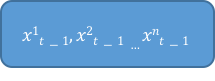 x¹ₜ ₋ ₁, x²ₜ ₋ ₁ ... xⁿₜ ₋ ₁